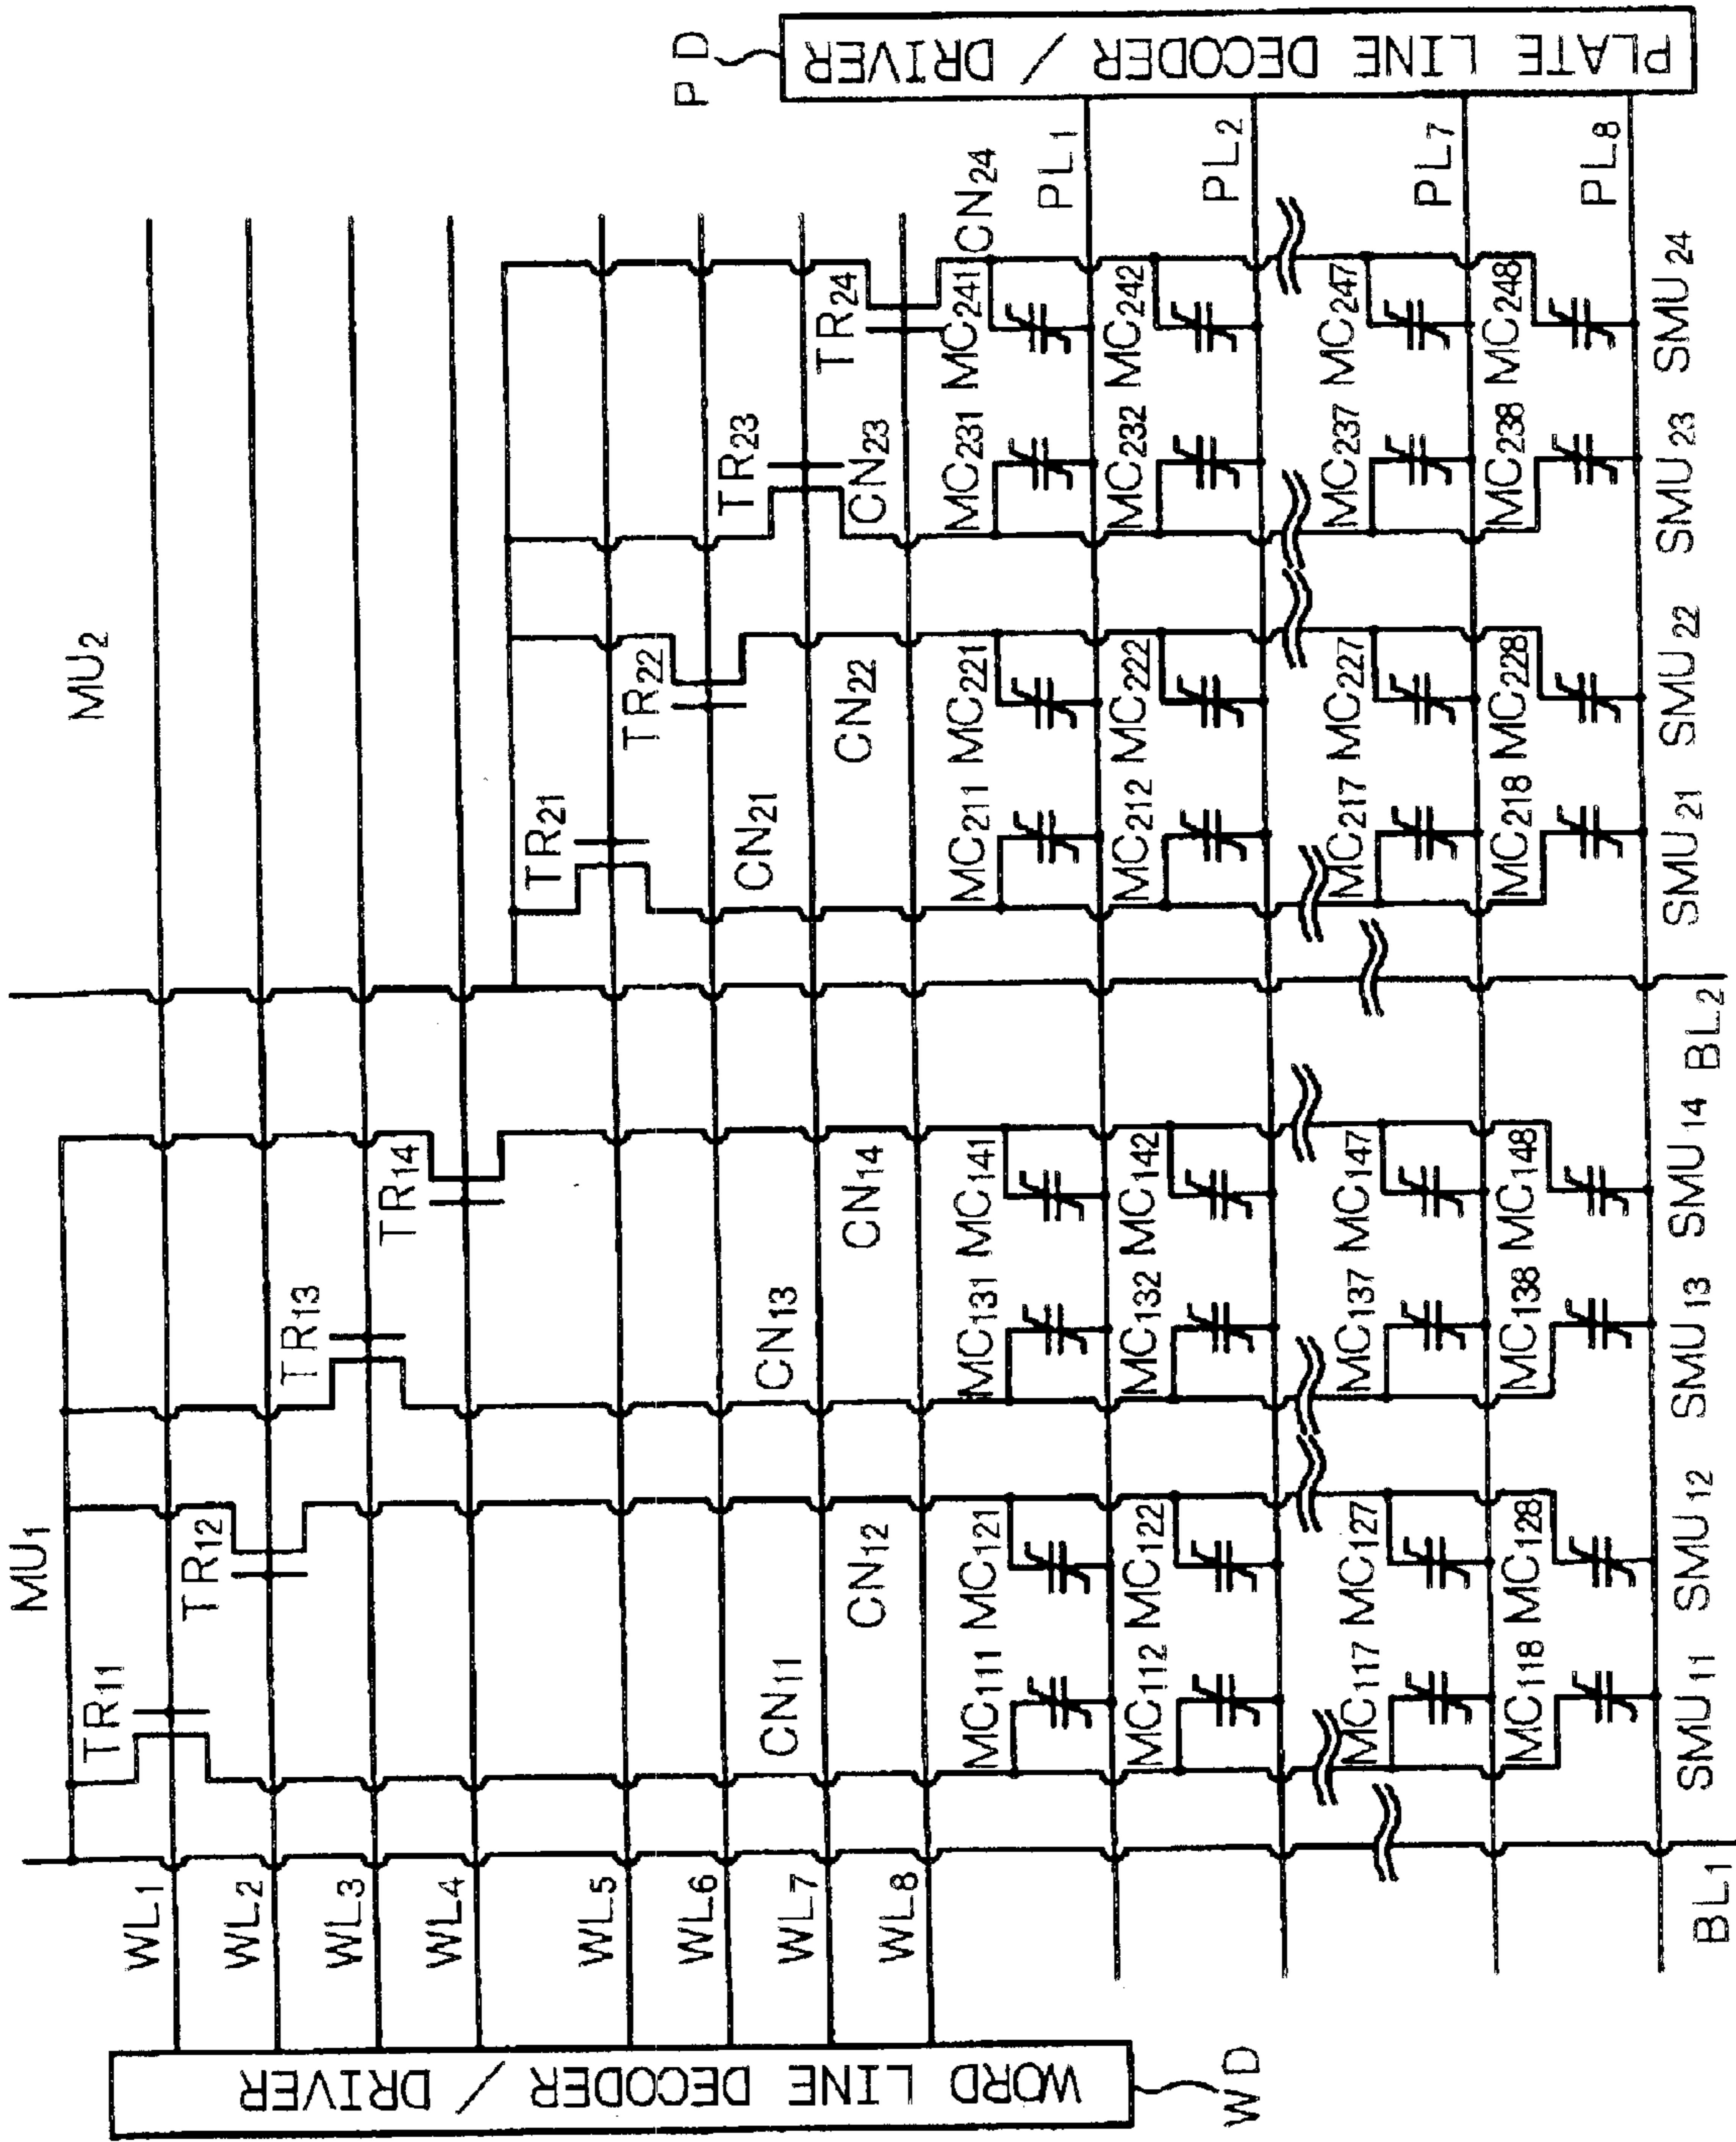 MU1
MU2
WORD LINE DECODER / DRIVER
WD
PLATE LINE DECODER / DRIVER
PD
WL1
WL2
WL3
WL4
WL5
WL6
WL7
WL8
TR11
TR12
TR13
TR14
TR21
TR22
TR23
TR24
CN11
CN12
CN13
CN14
CN21
CN22
CN23
CN24
MC111 MC121 MC131 MC141 MC211 MC221 MC231 MC241
PL1
MC112 MC122 MC132 MC142 MC212 MC222 MC232 MC242
PL2
MC117 MC127 MC137 MC147 MC217 MC227 MC237 MC247
PL7
MC118 MC128 MC138 MC148 MC218 MC228 MC238 MC248
PL8
BL1 SMU11 SMU12 SMU13 SMU14 BL2 SMU21 SMU22 SMU23 SMU24